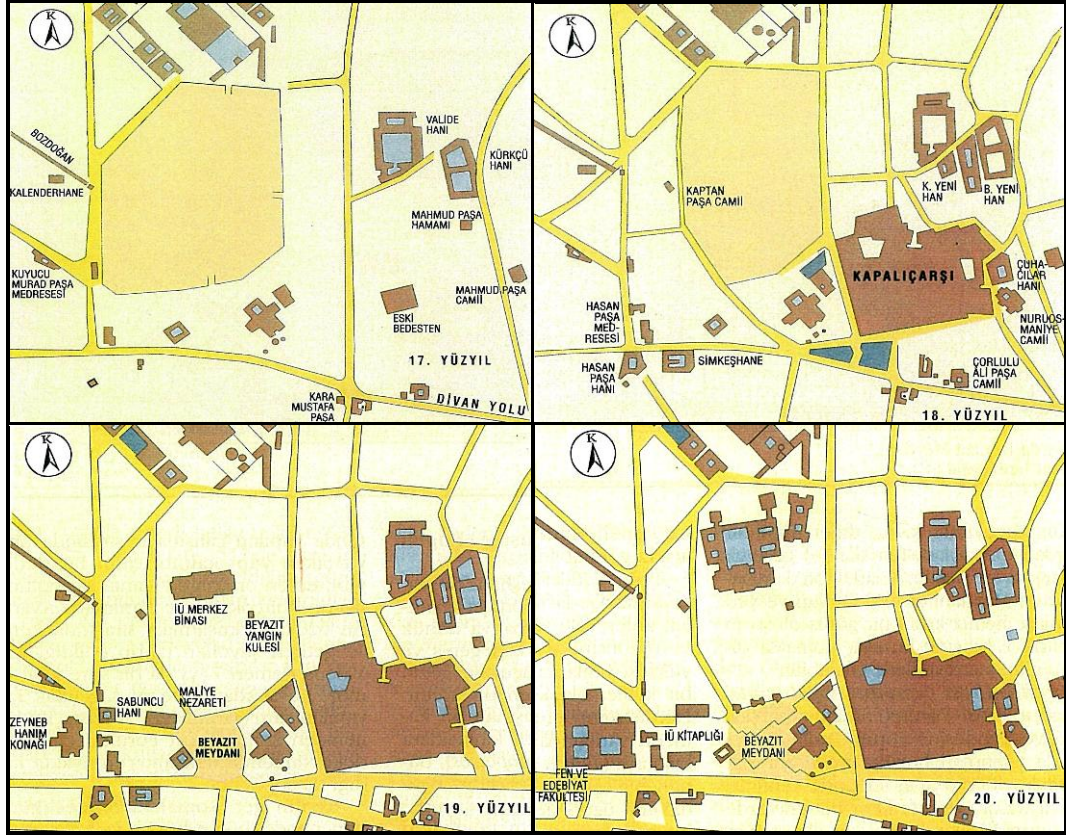 K
BOZDOĞAN
KALENDERHANE
KUYUCU
MURAD PAŞA
MEDRESESİ
VALİDE
HANI
KÜRKÇÜ
HANI
MAHMUD PAŞA
HAMAMI
MAHMUD PAŞA
CAMİİ
ESKİ
BEDESTEN
17. YÜZYIL
KARA
MUSTAFA
PAŞA
DİVAN YOLU
K
KAPTAN
PAŞA CAMİİ
K. YENİ
HAN
B. YENİ
HAN
KAPALIÇARŞI
ÇUHA-
CILAR
HANI
NURUOS-
MANİYE
CAMİİ
HASAN
PAŞA
MED-
RESESİ
HASAN
PAŞA
HANI
SİMKEŞHANE
ÇORLULU
ALİ PAŞA
CAMİİ
18. YÜZYIL
K
İÜ MERKEZ
BİNASI
BEYAZIT
YANGIN
KULESİ
SABUNCU
HANI
MALİYE
NEZARETİ
ZEYNEB
HANIM
KONAĞI
BEYAZIT
MEYDANI
19. YÜZYIL
K
İÜ KİTAPLIĞI
BEYAZIT
MEYDANI
FEN VE
EDEBİYAT
FAKÜLTESİ
20. YÜZYIL